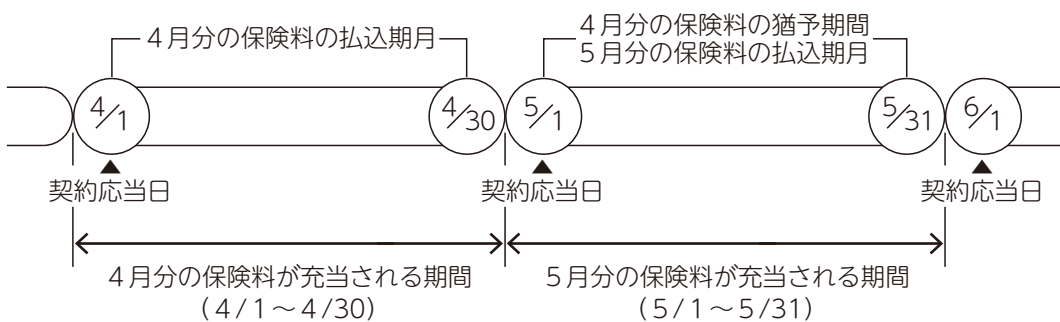 4月分の保険料の払込期月
4月分の保険料の猶予期間
5月分の保険料の払込期月
4/1
4/30
5/1
5/31
6/1
契約応当日
契約応当日
契約応当日
4月分の保険料が充当される期間
(4/1～4/30)
5月分の保険料が充当される期間
(5/1～5/31)